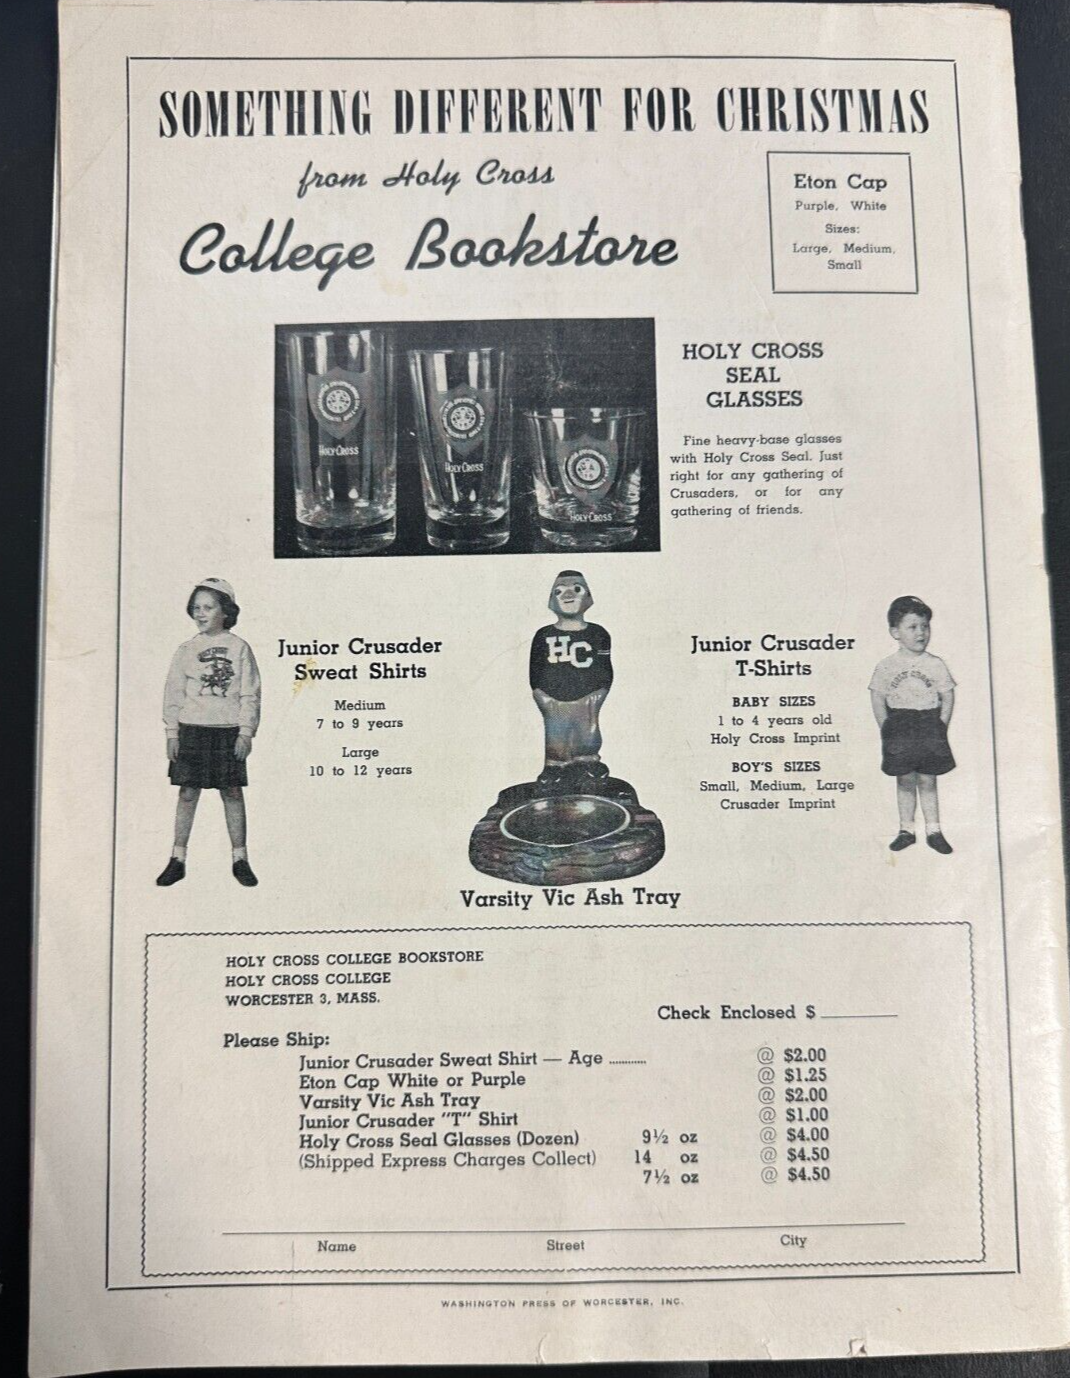 SOMETHING DIFFERENT FOR CHRISTMAS
from Holy Cross
College Bookstore
Eton Cap
Purple, White
Sizes:
Large, Medium,
Small
HOLY CROSS
HOLY CROSS
HOLY CROSS
HOLY CROSS
SEAL
GLASSES
Fine heavy-base glasses
with Holy Cross Seal. Just
right for any gathering of
Crusaders, or for any
gathering of friends.
HOLY CROSS
Junior Crusader
Sweat Shirts
Medium
7 to 9 years
Large
10 to 12 years
HC
Varsity Vic Ash Tray
Junior Crusader
T-Shirts
BABY SIZES
1 to 4 years old
Holy Cross Imprint
BOY'S SIZES
Small, Medium, Large
Crusader Imprint
HOLY CROSS
HOLY CROSS COLLEGE BOOKSTORE
HOLY CROSS COLLEGE
WORCESTER 3, MASS.
Check Enclosed $
Please Ship:
Junior Crusader Sweat Shirt — Age ............ @ $2.00
Eton Cap White or Purple @ $1.25
Varsity Vic Ash Tray @ $2.00
Junior Crusader "T" Shirt @ $1.00
Holy Cross Seal Glasses (Dozen) 9½ oz @ $4.00
(Shipped Express Charges Collect) 14 oz @ $4.50
7½ oz @ $4.50
Name Street City
WASHINGTON PRESS OF WORCESTER, INC.